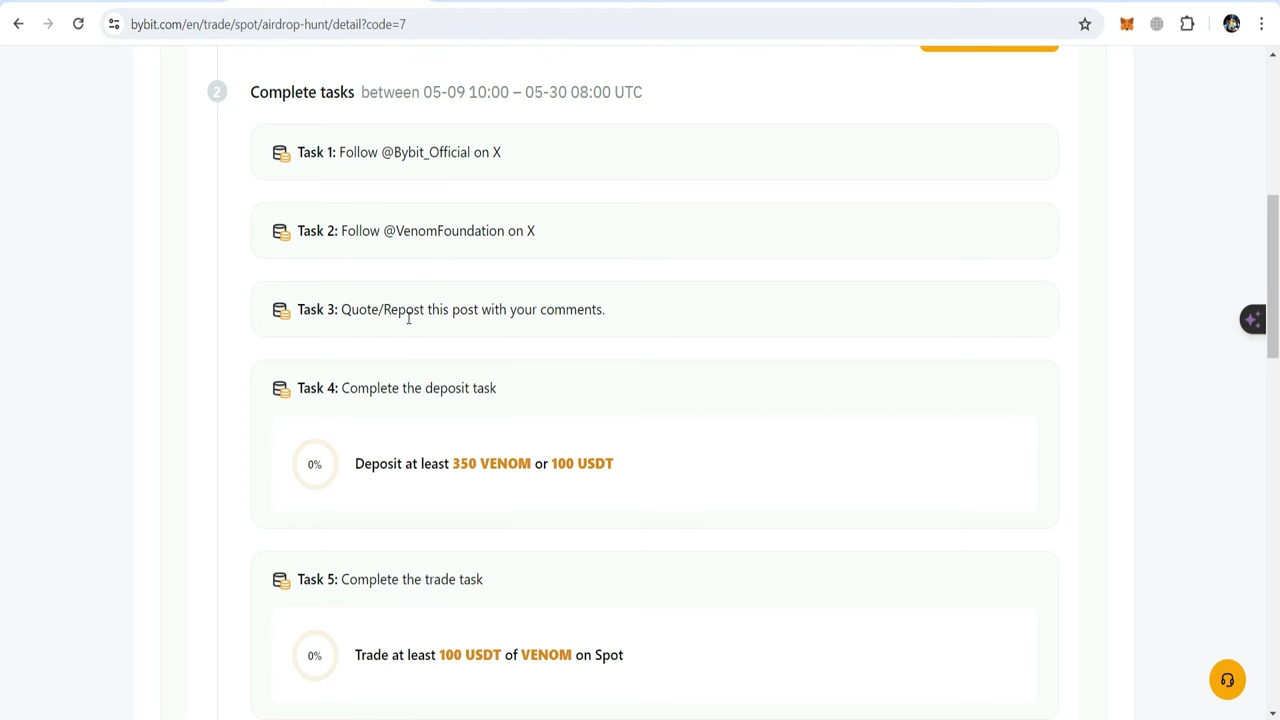 bybit.com/en/trade/spot/airdrop-hunt/detail?code=7
2 Complete tasks between 05-09 10:00 – 05-30 08:00 UTC
Task 1: Follow @Bybit_Official on X
Task 2: Follow @VenomFoundation on X
Task 3: Quote/Repost this post with your comments.
Task 4: Complete the deposit task
0% Deposit at least 350 VENOM or 100 USDT
Task 5: Complete the trade task
0% Trade at least 100 USDT of VENOM on Spot